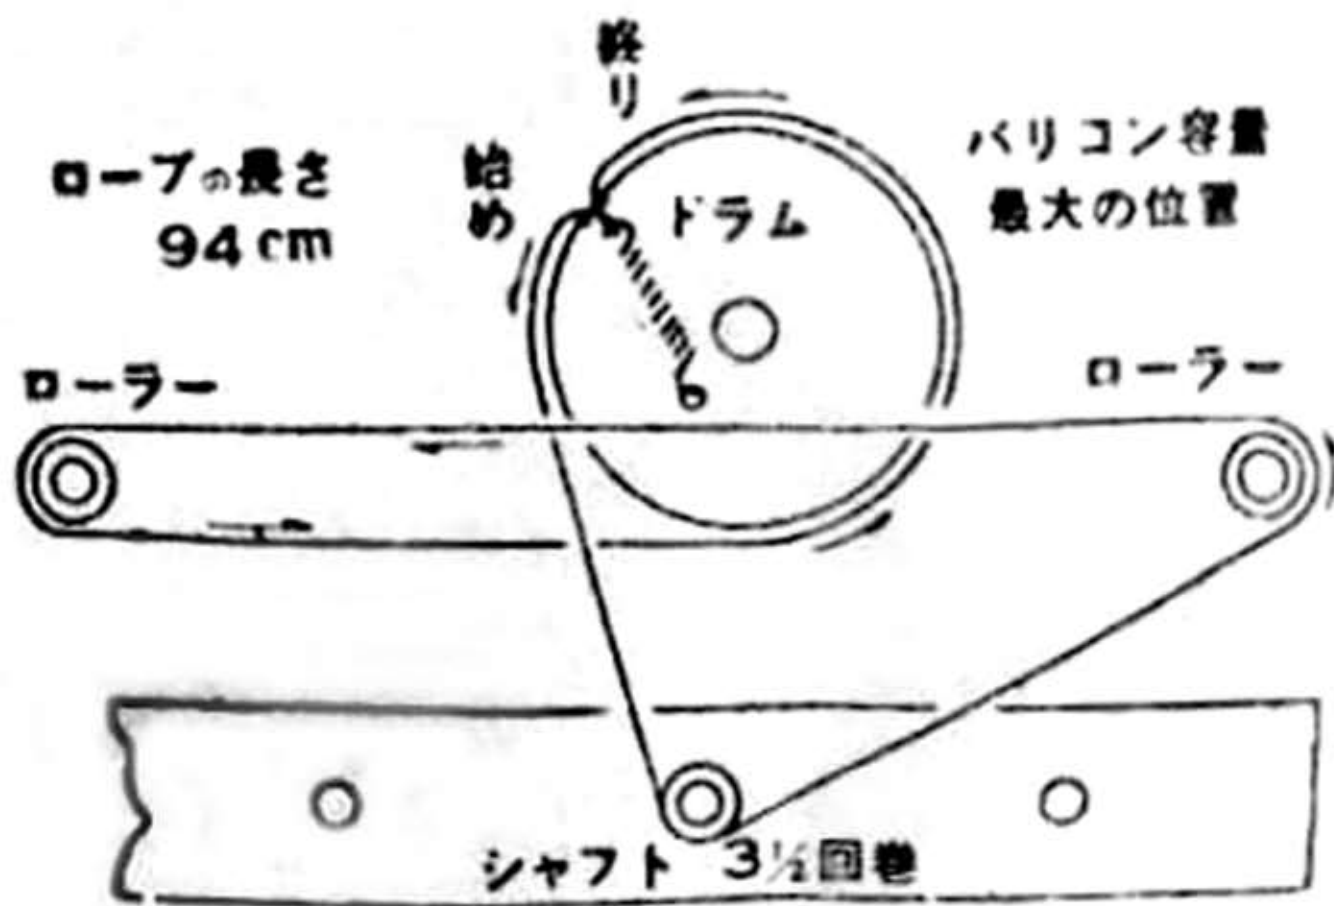 終り
始め
ロープの長さ
94cm
ドラム
バリコン容量
最大の位置
ローラー
ローラー
シャフト 3½回巻